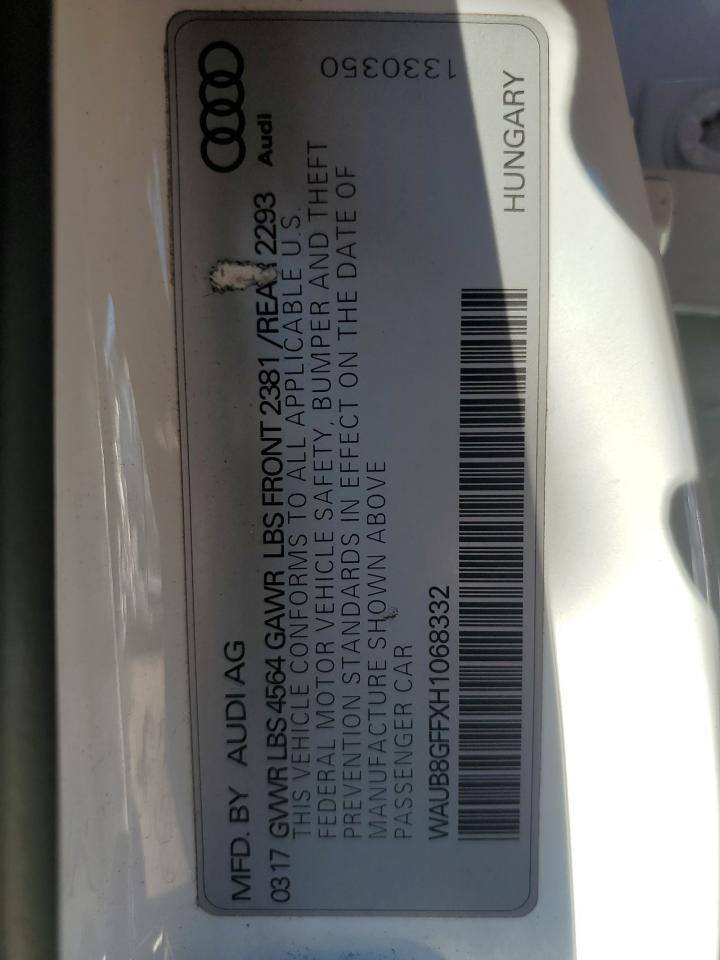 MFD. BY AUDI AG
Audi
03 17 GVWR LBS 4564 GAWR LBS FRONT 2381 /REAR 2293
THIS VEHICLE CONFORMS TO ALL APPLICABLE U.S.
FEDERAL MOTOR VEHICLE SAFETY, BUMPER AND THEFT
PREVENTION STANDARDS IN EFFECT ON THE DATE OF
MANUFACTURE SHOWN ABOVE
PASSENGER CAR
WAUB8GFFXH1068332
1330350
HUNGARY